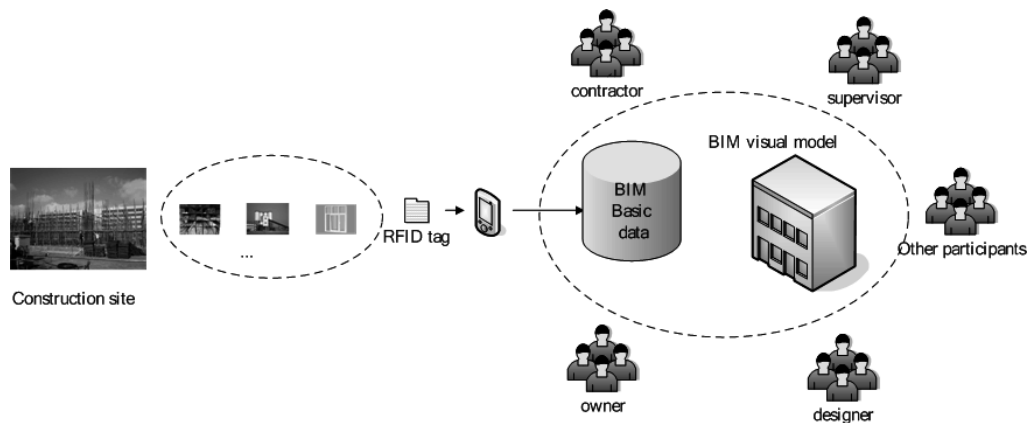 contractor
supervisor
BIM visual model
BIM
Basic
data
RFID tag
...
Other participants
Construction site
owner
designer